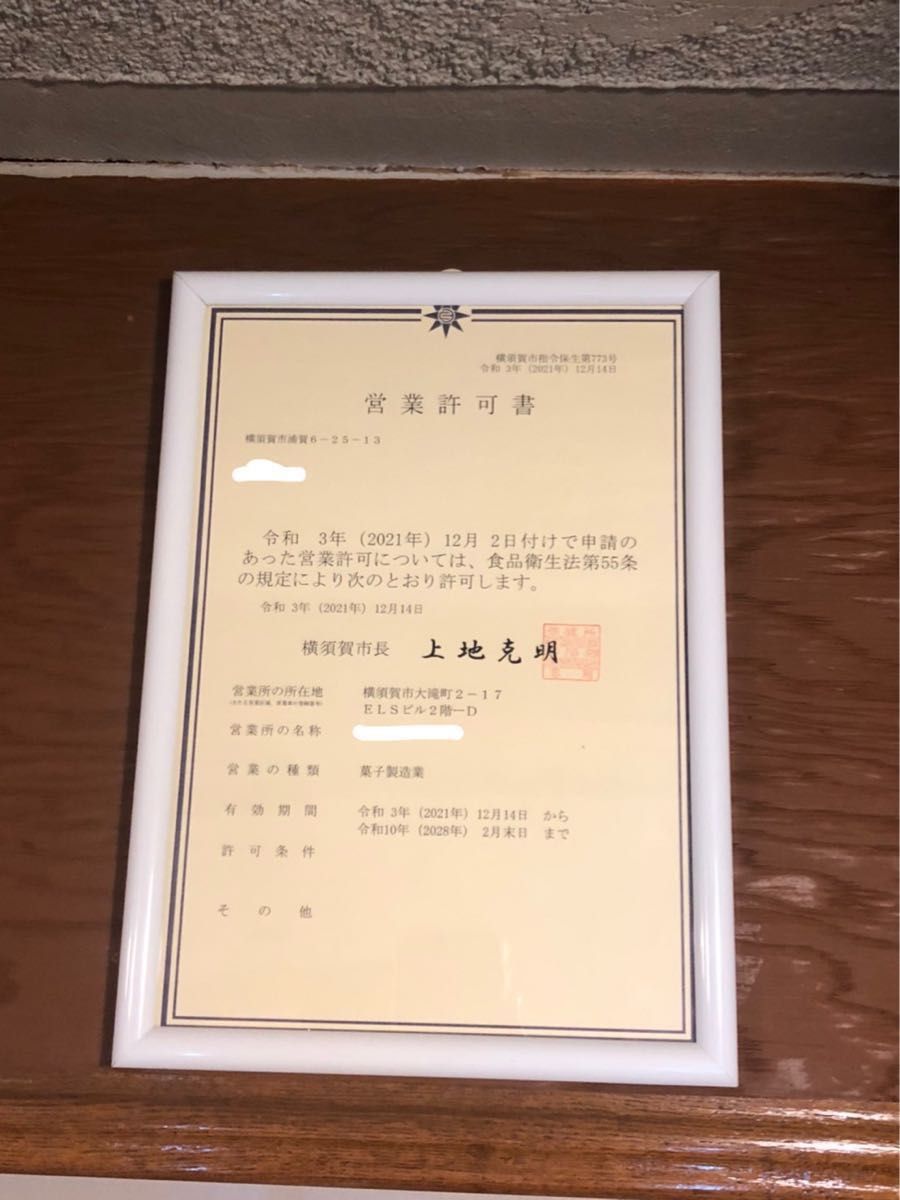 横須賀市指令保生第773号
令和 3年（2021年）12月14日
営業許可書
横須賀市浦賀６－２５－１３
令和 3年（2021年）12月 2日付けで申請の
あった営業許可については、食品衛生法第55条
の規定により次のとおり許可します。
令和 3年（2021年）12月14日
横須賀市長 上地克明
営業所の所在地 横須賀市大滝町２－１７
ＥＬＳビル２階－Ｄ
営業所の名称
営業の種類 菓子製造業
有効期間 令和 3年（2021年）12月14日 から
令和10年（2028年） 2月末日 まで
許可条件
その他